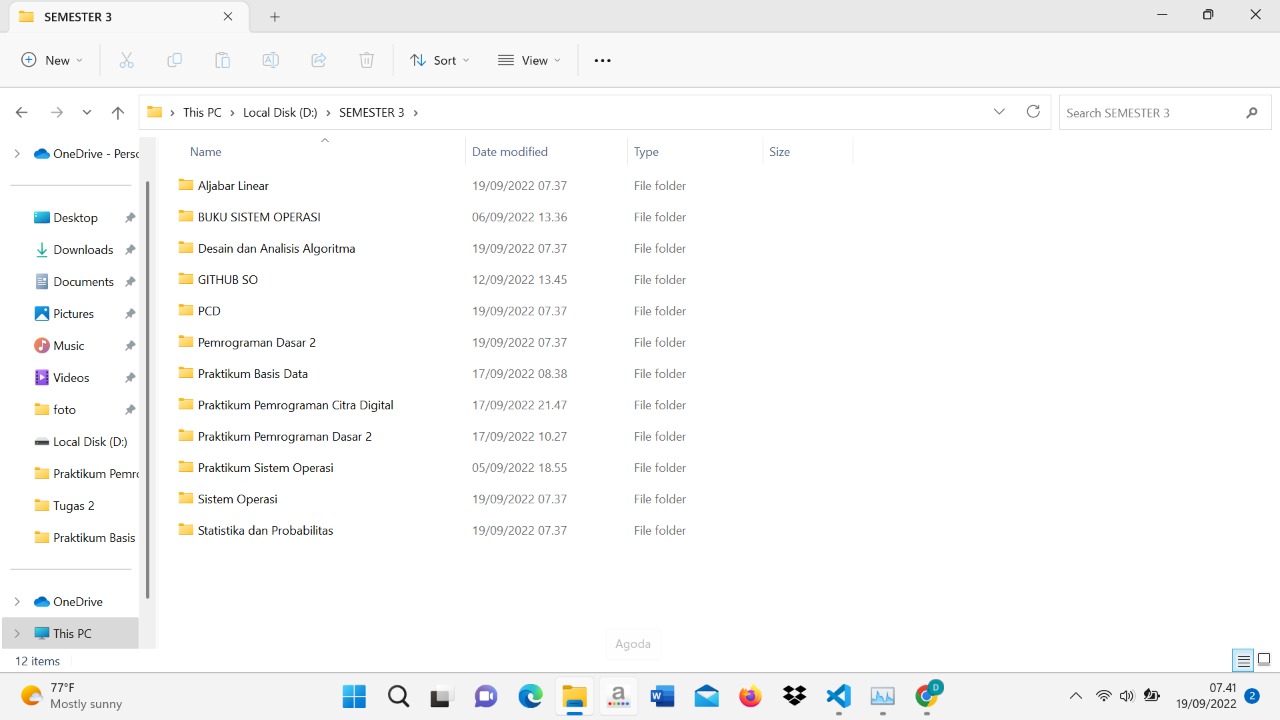 SEMESTER 3
New
Sort
View
This PC
Local Disk (D:)
SEMESTER 3
Search SEMESTER 3
OneDrive - Perso
Desktop
Downloads
Documents
Pictures
Music
Videos
foto
Local Disk (D:)
Praktikum Pemro
Tugas 2
Praktikum Basis
OneDrive
This PC
Name Date modified Type Size
Aljabar Linear 19/09/2022 07.37 File folder
BUKU SISTEM OPERASI 06/09/2022 13.36 File folder
Desain dan Analisis Algoritma 19/09/2022 07.37 File folder
GITHUB SO 12/09/2022 13.45 File folder
PCD 19/09/2022 07.37 File folder
Pemrograman Dasar 2 19/09/2022 07.37 File folder
Praktikum Basis Data 17/09/2022 08.38 File folder
Praktikum Pemrograman Citra Digital 17/09/2022 21.47 File folder
Praktikum Pemrograman Dasar 2 17/09/2022 10.27 File folder
Praktikum Sistem Operasi 05/09/2022 18.55 File folder
Sistem Operasi 19/09/2022 07.37 File folder
Statistika dan Probabilitas 19/09/2022 07.37 File folder
Agoda
12 items
77°F
Mostly sunny
a
W
D
07.41
19/09/2022
2